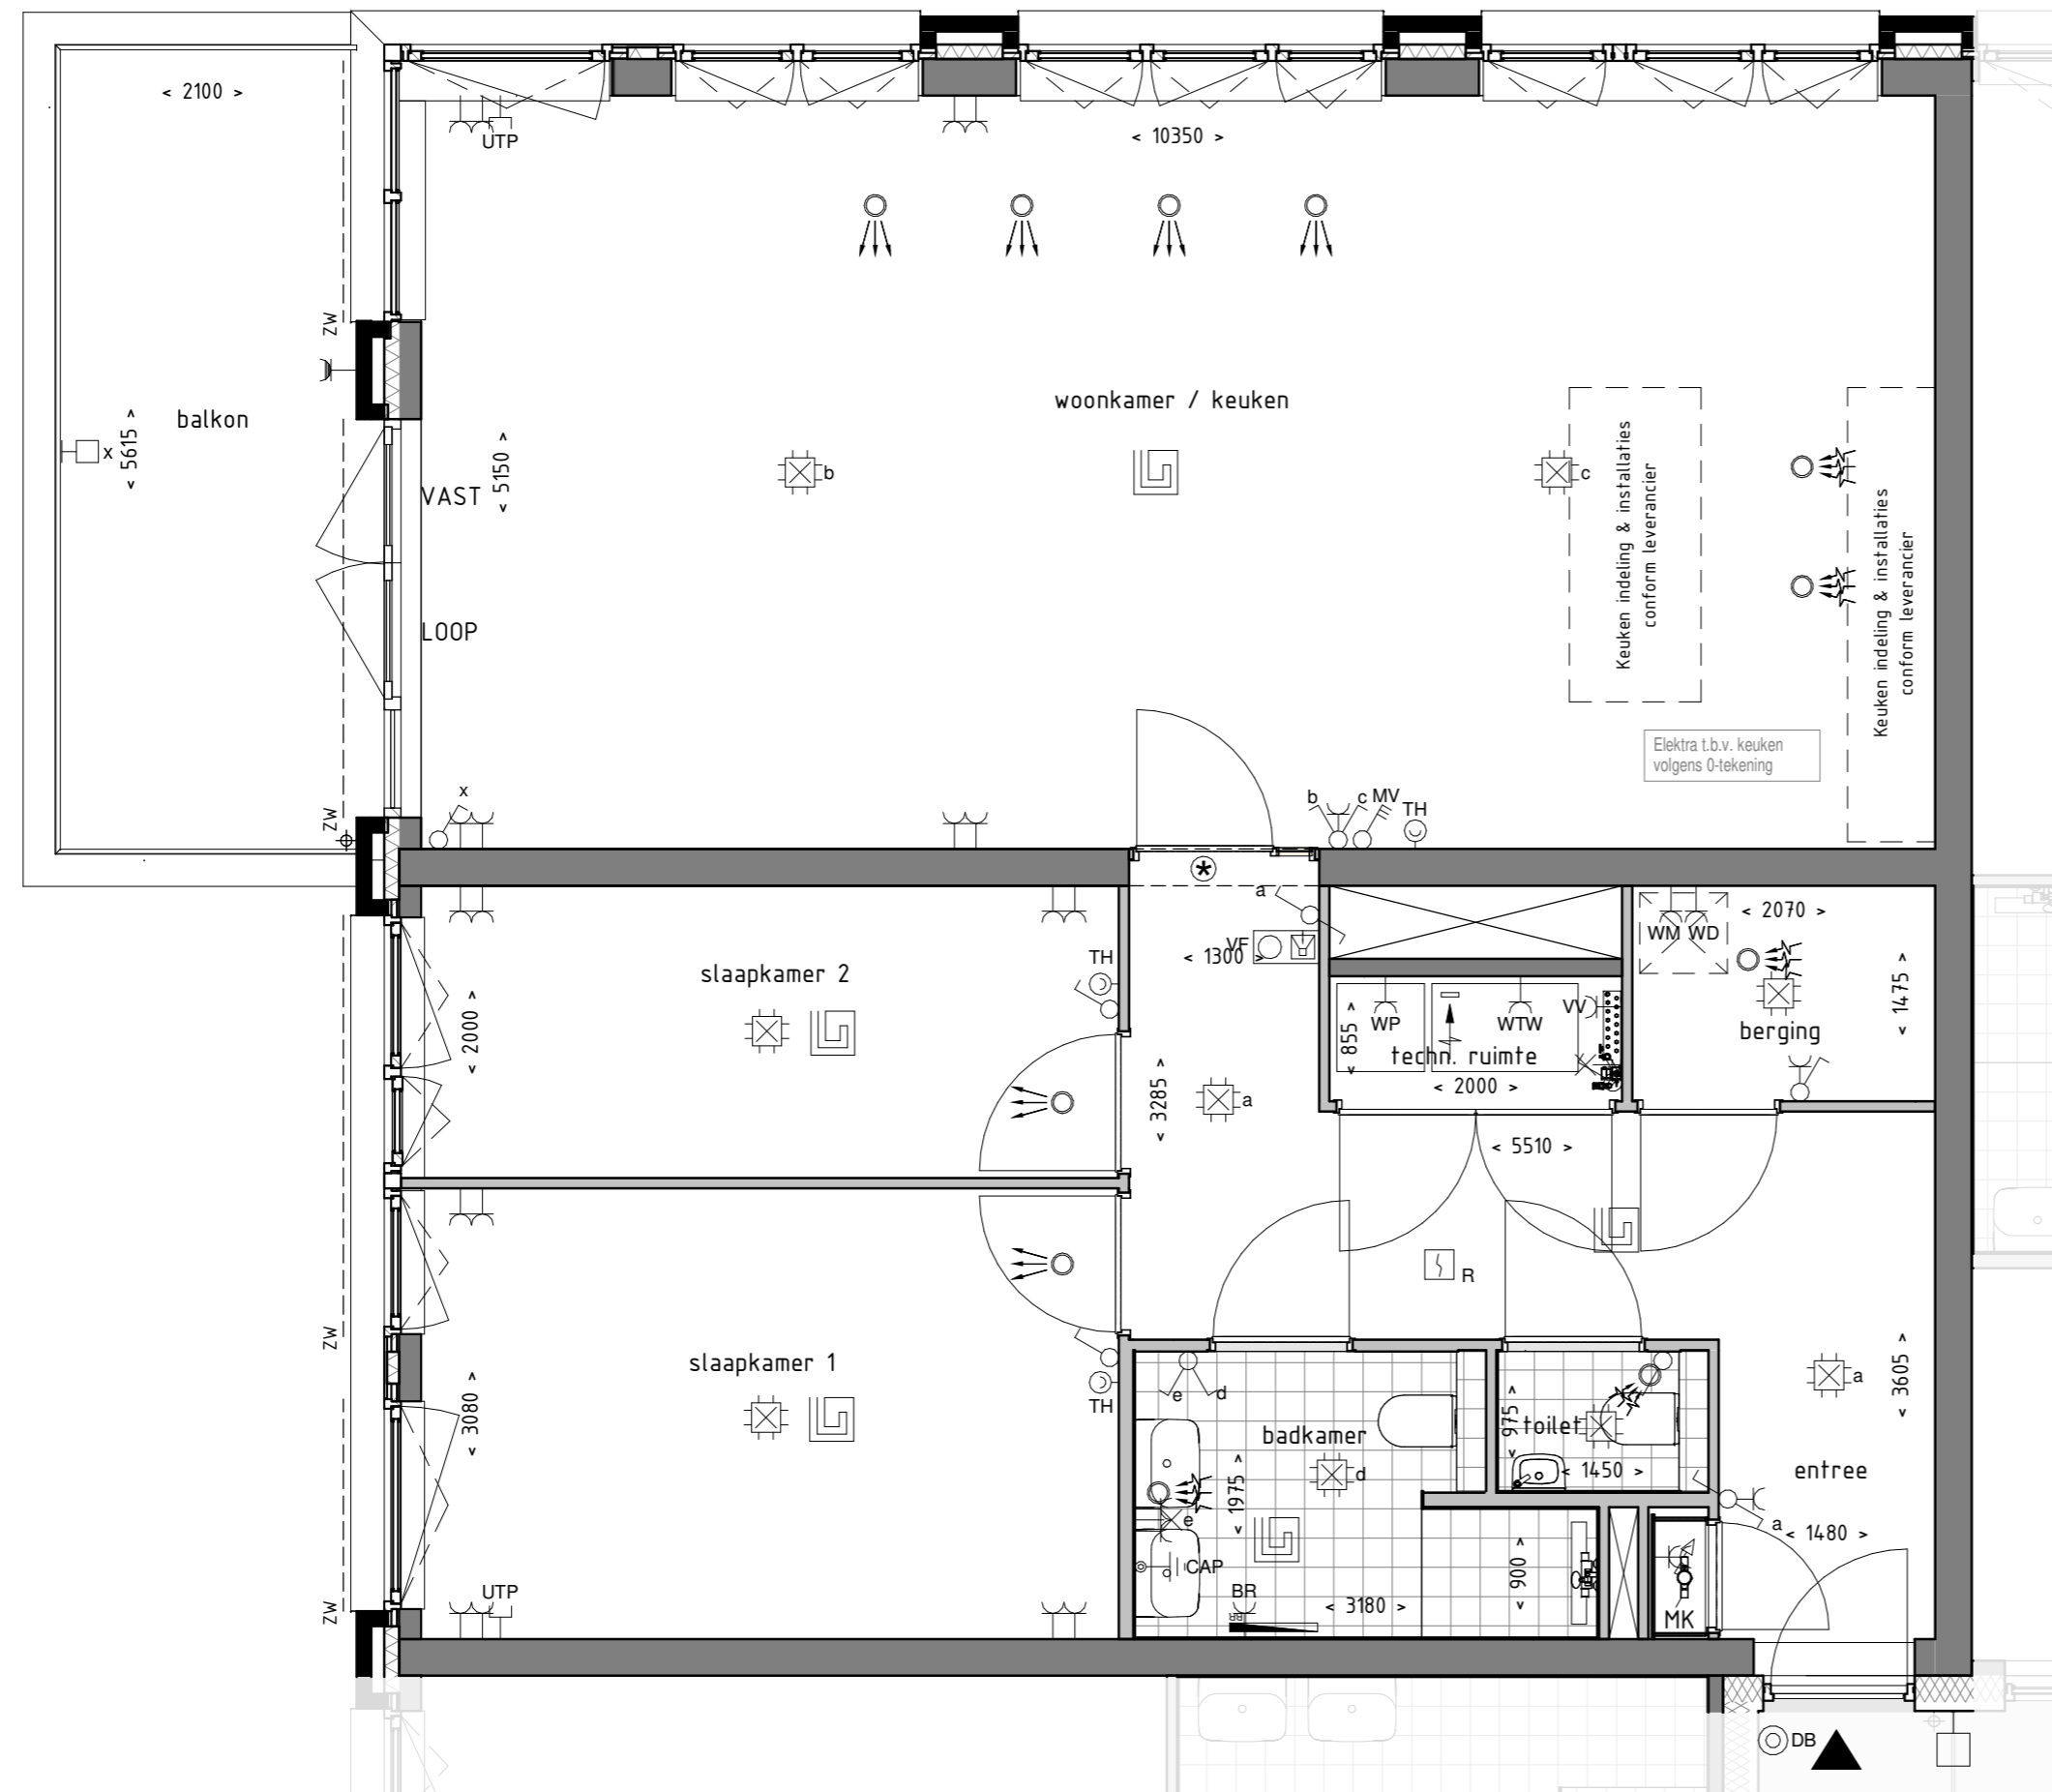 < 2100 >
UTP
< 10350 >
ZW
balkon
x
< 5615 >
VAST
< 5150 >
LOOP
woonkamer / keuken
b
c
Keuken indeling & installaties
conform leverancier
Keuken indeling & installaties
conform leverancier
Elektra t.b.v. keuken
volgens 0-tekening
ZW
x
b
c
MV
TH
*
a
VF
< 1300 >
WM
WD
< 2070 >
slaapkamer 2
TH
< 2000 >
< 855 >
WP
WTW
VV
techn. ruimte
< 2000 >
berging
< 1475 >
a
< 3285 >
< 5510 >
R
ZW
slaapkamer 1
< 3080 >
TH
e
d
badkamer
d
< 1975 >
e
CAP
BR
BR
< 3180 >
< 900 >
< 975 >
toilet
< 1450 >
a
< 3605 >
entree
a
< 1480 >
MK
ZW
UTP
DB